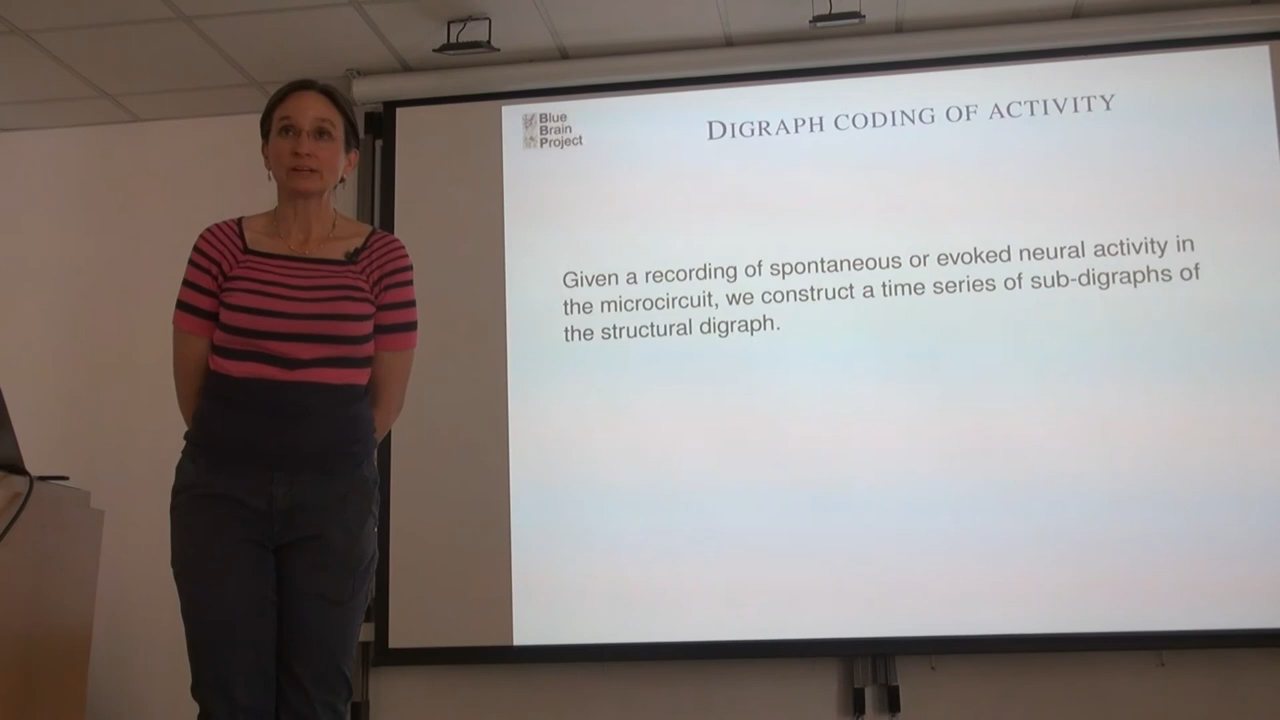 Blue
Brain
Project
DIGRAPH CODING OF ACTIVITY
Given a recording of spontaneous or evoked neural activity in
the microcircuit, we construct a time series of sub-digraphs of
the structural digraph.